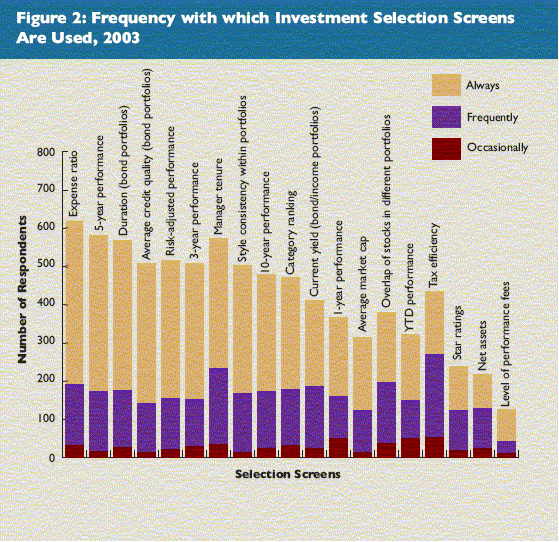 Figure 2: Frequency with which Investment Selection Screens
Are Used, 2003
Always
Frequently
Occasionally
Number of Respondents
800
700
600
500
400
300
200
100
0
Expense ratio
5-year performance
Duration (bond portfolios)
Average credit quality (bond portfolios)
Risk-adjusted performance
3-year performance
Manager tenure
Style consistency within portfolios
10-year performance
Category ranking
Current yield (bond/income portfolios)
1-year performance
Average market cap
Overlap of stocks in different portfolios
YTD performance
Tax efficiency
Star ratings
Net assets
Level of performance fees
Selection Screens